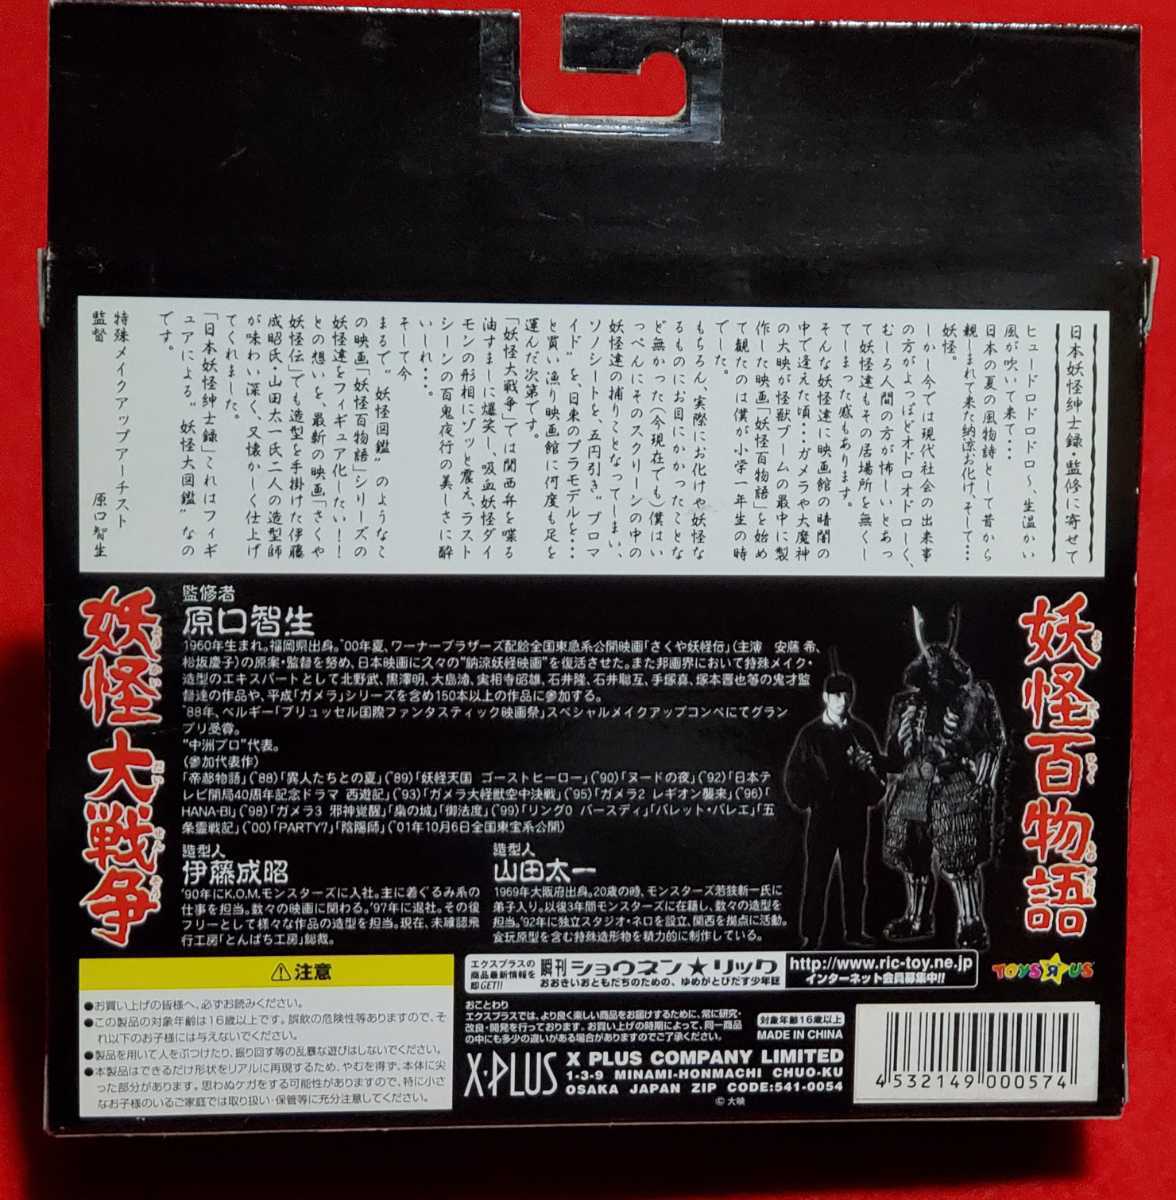 日本妖怪紳士録・監修に寄せて
ヒュードロドロドロ〜、生温かい
風が吹いて来て・・・・
日本の夏の風物詩として昔から
親しまれて来た納涼お化け、そして・・・・
妖怪。
しかし今では現代社会の出来事
の方がよっぽどオドロオドロしく、
むしろ人間の方が怖しいとあっ
て妖怪達もその居場所を無くし
てしまった感もあります。
そんな妖怪達に映画館の暗闇の
中で逢えた頃・・・ガメラや大魔神
の大映が怪獣ブームの最中に製
作した映画「妖怪百物語」を始め
て観たのは僕が小学一年生の時
でした。
もちろん、実際にお化けや妖怪な
るものにお目にかかったことな
ど無かった（今現在でも）僕はい
っぺんにそのスクリーンの中の
妖怪達の捕りことなってしまい、
ソノシートを、五円引き“ブロマ
イド”を、日東のプラモデルを・・・
と買い漁り映画館に何度も足を
運んだ次第です。
「妖怪大戦争」では関西弁を喋る
油すましに爆笑し、吸血妖怪ダイ
モンの形相にゾッと震え、ラスト
シーンの百鬼夜行の美しさに酔
いしれ・・・・
そして今
まるで“妖怪図鑑”のようなこ
の映画「妖怪百物語」シリーズの
妖怪達をフィギュア化したい！！
との想いを、最新の映画「さくや
妖怪伝」でも造型を手掛けた伊藤
成昭氏・山田太一氏二人の造型師
が味わい深く、又懐かしく仕上げ
てくれました。
「日本妖怪紳士録」これはフィギ
ュアによる“妖怪大図鑑”なの
です。
特殊メイクアップアーチスト
監督　原口智生
妖怪百物語
ようかいひゃくものがたり
妖怪大戦争
ようかいだいせんそう
監修者
原口智生
1960年生まれ。福岡県出身。'00年夏、ワーナーブラザーズ配給全国東急系公開映画「さくや妖怪伝」(主演　安藤 希、
松坂慶子)の原案・監督を努め、日本映画に久々の“納涼妖怪映画”を復活させた。また邦画界において特殊メイク・
造型のエキスパートとして北野武、黒澤明、大島渚、実相寺昭雄、石井隆、石井聰亙、手塚真、塚本晋也等の鬼才監
督達の作品や、平成「ガメラ」シリーズを含め150本以上の作品に参加する。
'88年、ベルギー「ブリュッセル国際ファンタスティック映画祭」スペシャルメイクアップコンペにてグラン
プリ受賞。
“中洲プロ”代表。
(参加代表作)
「帝都物語」('88)「異人たちとの夏」('89)「妖怪天国 ゴーストヒーロー」('90)「ヌードの夜」('92)「日本テ
レビ開局40周年記念ドラマ 西遊記」('93)「ガメラ大怪獣空中決戦」('95)「ガメラ2 レギオン襲来」('96)「
HANA-BI」('98)「ガメラ3 邪神覚醒」「梟の城」「御法度」('99)「リング0 バースデイ」「バレット・バレエ」「五
条霊戦記」('00)「PARTY7」「陰陽師」('01年10月6日全国東宝系公開)
造型人
伊藤成昭
'90年にK.O.M.モンスターズに入社。主に着ぐるみ系の
仕事を担当。数々の映画に関わる。'97年に退社。その後
フリーとして様々な作品の造型を担当。現在、未確認飛
行工房「とんぱち工房」総裁。
造型人
山田太一
1969年大阪府出身。20歳の時、モンスターズ若狭新一氏に
弟子入り。以後3年間モンスターズに在籍し、数々の造型を
担当。'92年に独立スタジオ・ネロを設立、関西を拠点に活動。
食玩原型を含む特殊造形物を積力的に制作している。
⚠注意
●お買い上げの皆様へ、必ずお読みください。
●この製品の対象年齢は16歳以上です。誤飲の危険性等ありますので、そ
れ以下のお子様には与えないでください。
●製品を用いて人をぶつけたり、振り回す等の乱暴な遊びはしないでください。
●本製品はできるだけ形状をリアルに再現するため、やむを得ず、本体に尖
った部分があります。思わぬケガをする可能性がありますので、特に小さ
なお子様のいるご家庭では取り扱い・保管等に充分注意してください。
エクスプラスの
商品最新情報を
即GET!!
瞬刊 ショウネン★リック
おおきいおともだちのための、ゆめがとびだす少年誌
http://www.ric-toy.ne.jp
インターネット会員募集中!!
TOYS R US
おことわり
エクスプラスでは、より良く楽しい商品をお届けするために、常に研究・
改良・開発を行っております。お買い上げの時期によって、同一商品
の中にも多少の違いがある場合がありますのでご了承ください。
対象年齢16歳以上
MADE IN CHINA
X・PLUS
X PLUS COMPANY LIMITED
1-3-9 MINAMI-HONMACHI CHUO-KU
OSAKA JAPAN ZIP CODE:541-0054
© 大映
4 532149 000574